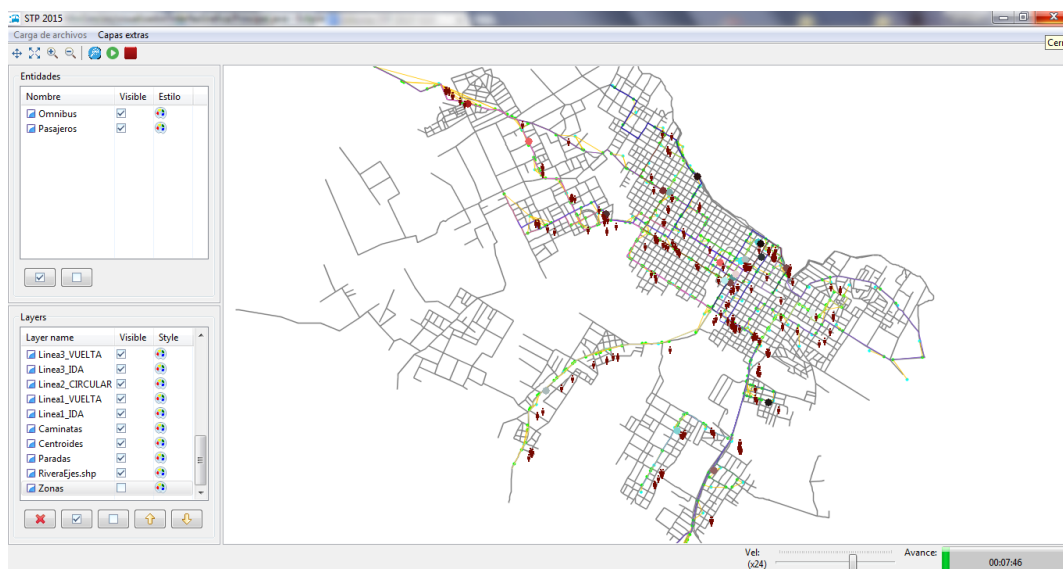 STP 2015
Carga de archivos Capas extras
Cerr
Entidades
Nombre Visible Estilo
Omnibus
Pasajeros
Layers
Layer name Visible Style
Linea3_VUELTA
Linea3_IDA
Linea2_CIRCULAR
Linea1_VUELTA
Linea1_IDA
Caminatas
Centroides
Paradas
RiveraEjes.shp
Zonas
Vel: Avance:
(x24) 00:07:46